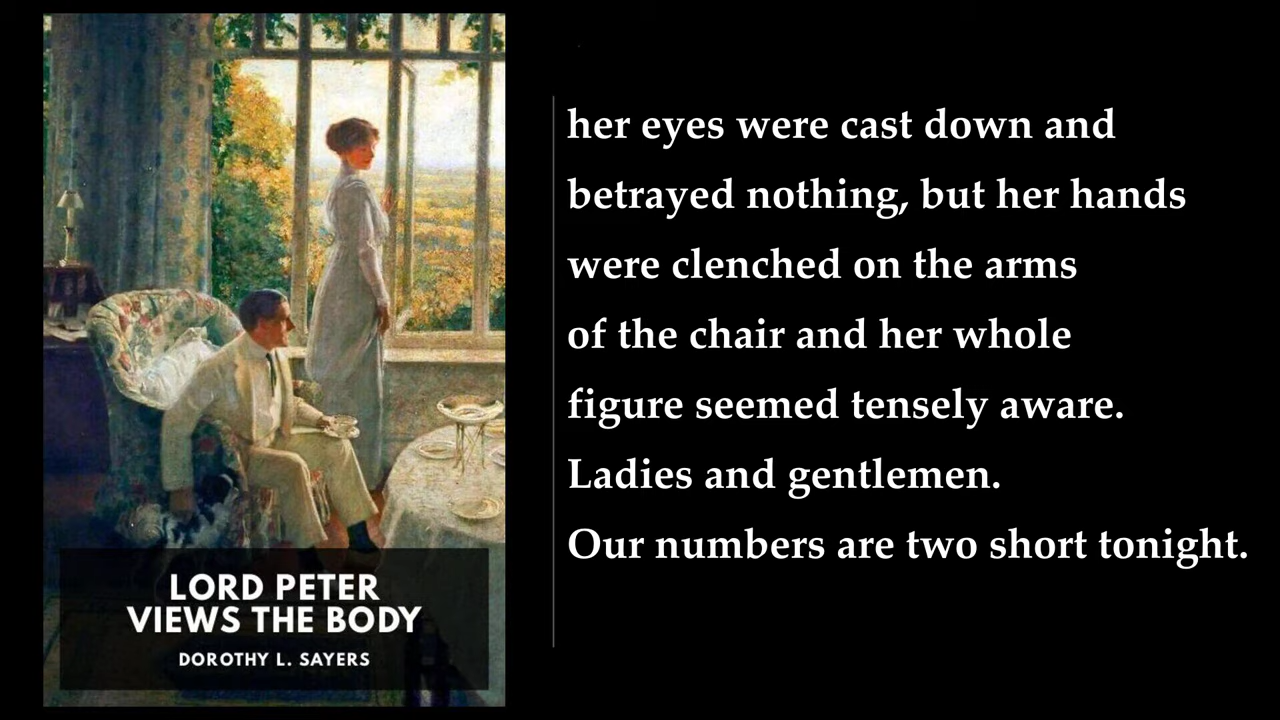 LORD PETER
VIEWS THE BODY
DOROTHY L. SAYERS
her eyes were cast down and
betrayed nothing, but her hands
were clenched on the arms
of the chair and her whole
figure seemed tensely aware.
Ladies and gentlemen.
Our numbers are two short tonight.